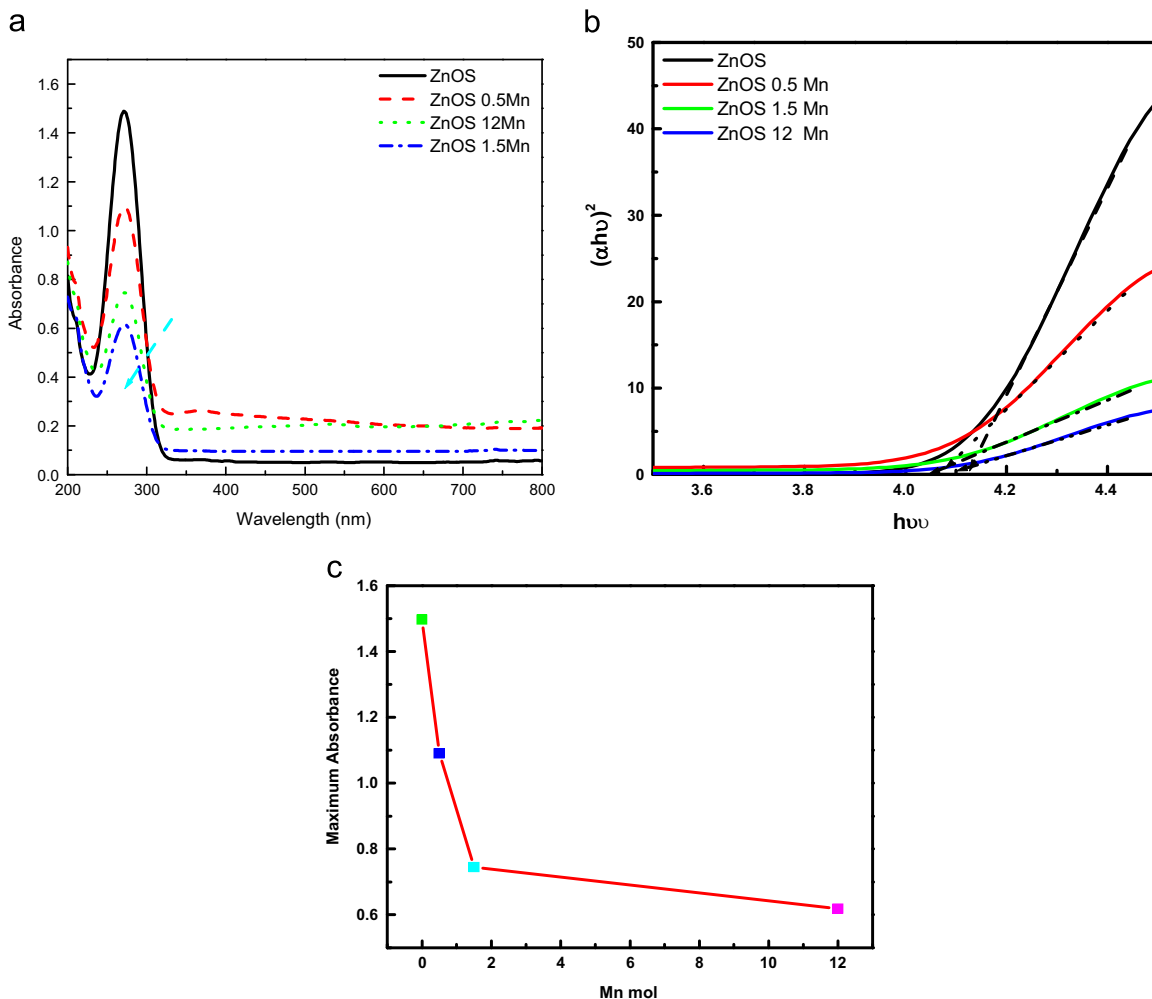 a
ZnOS
ZnOS 0.5Mn
ZnOS 12Mn
ZnOS 1.5Mn
1.6
1.4
1.2
1.0
0.8
0.6
0.4
0.2
0.0
Absorbance
200 300 400 500 600 700 800
Wavelength (nm)
b
ZnOS
ZnOS 0.5 Mn
ZnOS 1.5 Mn
ZnOS 12 Mn
50
40
30
20
10
0
(αhυ)²
3.6 3.8 4.0 4.2 4.4
hυυ
c
1.6
1.4
1.2
1.0
0.8
0.6
Maximum Absorbance
0 2 4 6 8 10 12
Mn mol